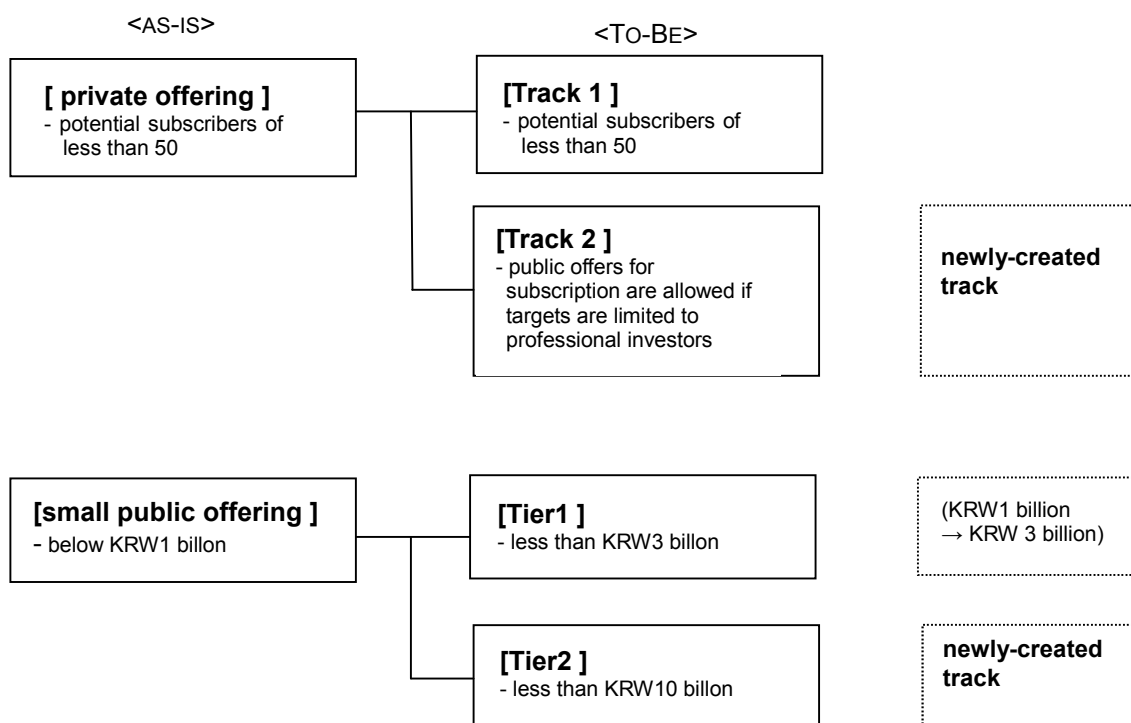 <AS-IS>
<TO-BE>
[ private offering ]
- potential subscribers of
less than 50
[Track 1 ]
- potential subscribers of
less than 50
[Track 2 ]
- public offers for
subscription are allowed if
targets are limited to
professional investors
newly-created
track
[small public offering ]
- below KRW1 billon
[Tier1 ]
- less than KRW3 billon
(KRW1 billion
→ KRW 3 billion)
[Tier2 ]
- less than KRW10 billon
newly-created
track